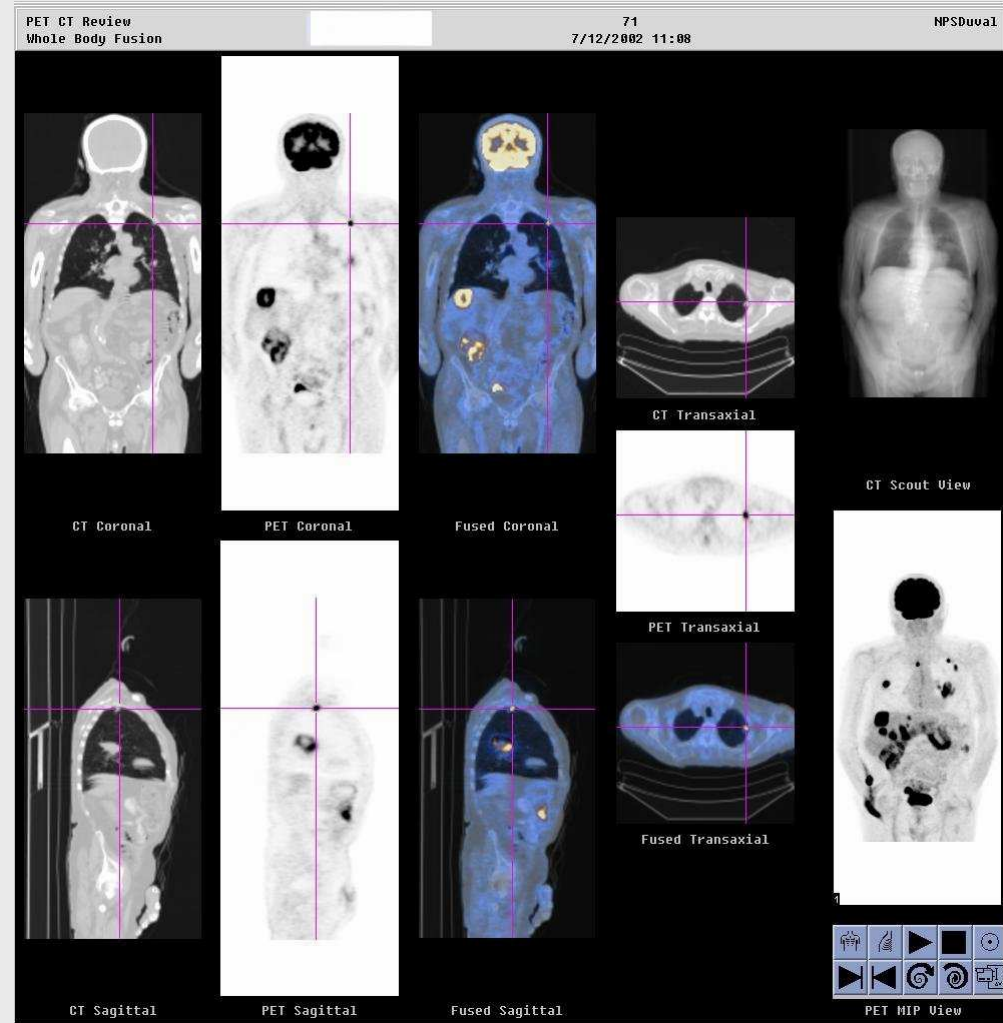 PET CT Review
71
NPSDuval
Whole Body Fusion
7/12/2002 11:08
CT Coronal
PET Coronal
Fused Coronal
CT Transaxial
CT Scout View
PET Transaxial
Fused Transaxial
1
CT Sagittal
PET Sagittal
Fused Sagittal
PET MIP View